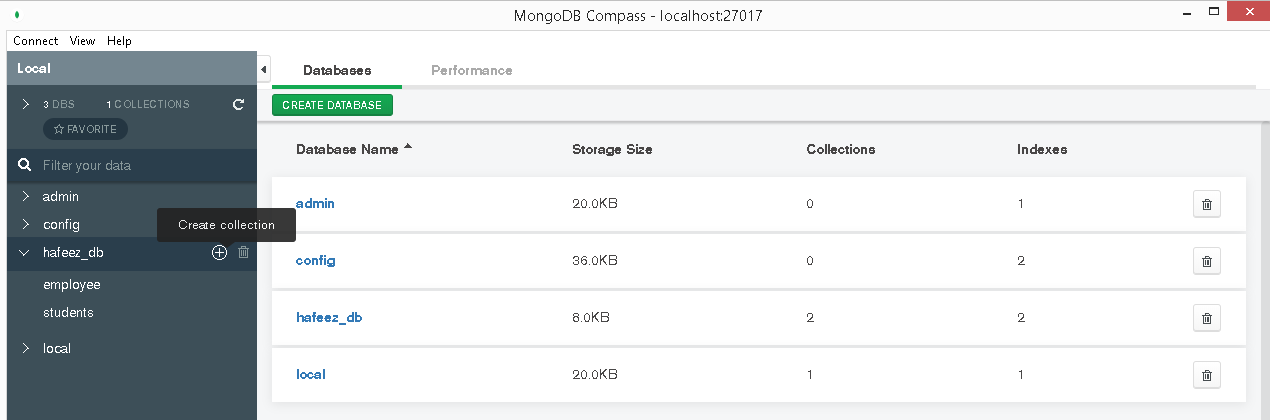 MongoDB Compass - localhost:27017
Connect View Help
Local
Databases Performance
3 DBS 1 COLLECTIONS
FAVORITE
CREATE DATABASE
Filter your data
Database Name Storage Size Collections Indexes
admin
config
Create collection
hafeez_db
employee
students
local
admin 20.0KB 0 1
config 36.0KB 0 2
hafeez_db 8.0KB 2 2
local 20.0KB 1 1